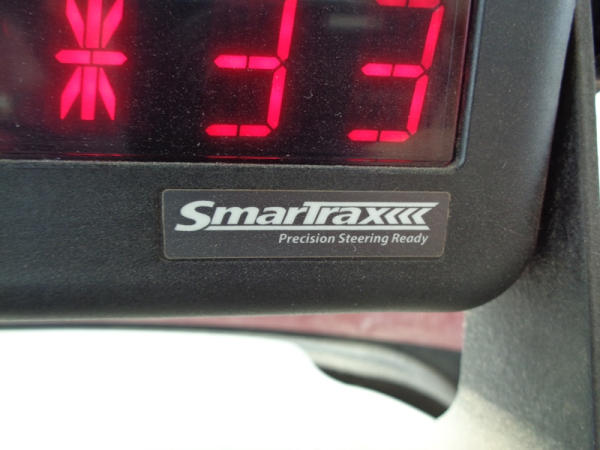 *33
SmarTrax
Precision Steering Ready